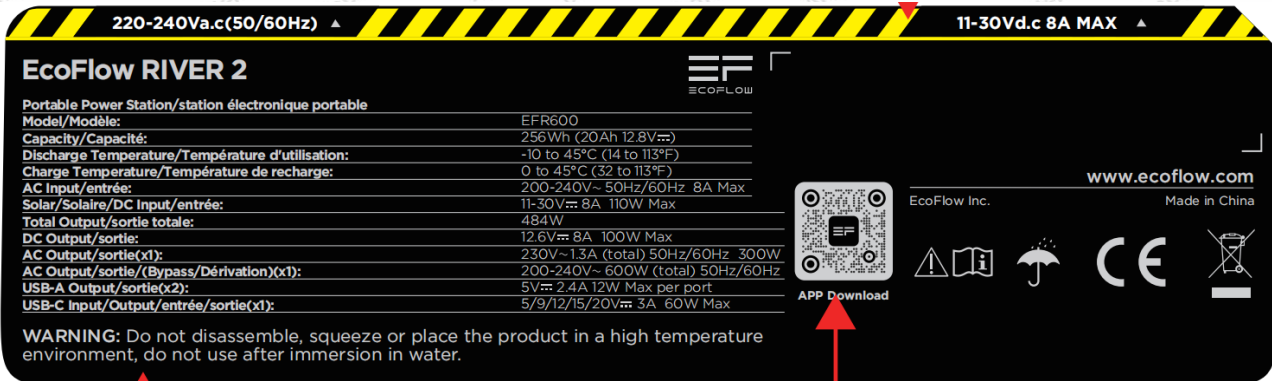 220-240Va.c(50/60Hz) ▲
11-30Vd.c 8A MAX ▲
EcoFlow RIVER 2
EF
ECOFLOW
Portable Power Station/station électronique portable
Model/Modèle: EFR600
Capacity/Capacité: 256Wh (20Ah 12.8V⎓)
Discharge Temperature/Température d'utilisation: -10 to 45°C (14 to 113°F)
Charge Temperature/Température de recharge: 0 to 45°C (32 to 113°F)
AC Input/entrée: 200-240V~ 50Hz/60Hz 8A Max
Solar/Solaire/DC Input/entrée: 11-30V⎓ 8A 110W Max
Total Output/sortie totale: 484W
DC Output/sortie: 12.6V⎓ 8A 100W Max
AC Output/sortie(x1): 230V~1.3A (total) 50Hz/60Hz 300W
AC Output/sortie/(Bypass/Dérivation)(x1): 200-240V~ 600W (total) 50Hz/60Hz
USB-A Output/sortie(x2): 5V⎓ 2.4A 12W Max per port
USB-C Input/Output/entrée/sortie(x1): 5/9/12/15/20V⎓ 3A 60W Max
WARNING: Do not disassemble, squeeze or place the product in a high temperature
environment, do not use after immersion in water.
EF
APP Download
www.ecoflow.com
EcoFlow Inc.
Made in China
CE